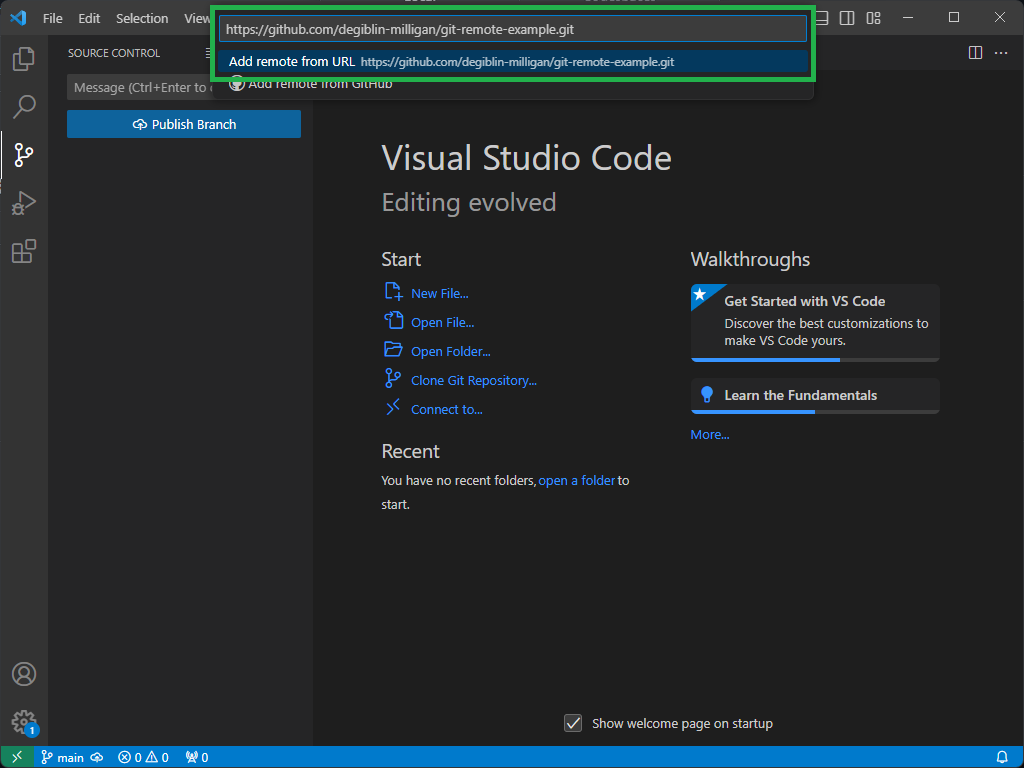 File Edit Selection View
https://github.com/degiblin-milligan/git-remote-example.git
Add remote from URL https://github.com/degiblin-milligan/git-remote-example.git
Add remote from GitHub
SOURCE CONTROL
Message (Ctrl+Enter to
Publish Branch
Visual Studio Code
Editing evolved
Start
New File...
Open File...
Open Folder...
Clone Git Repository...
Connect to...
Recent
You have no recent folders, open a folder to
start.
Walkthroughs
Get Started with VS Code
Discover the best customizations to
make VS Code yours.
Learn the Fundamentals
More...
Show welcome page on startup
1
main 0 0 0